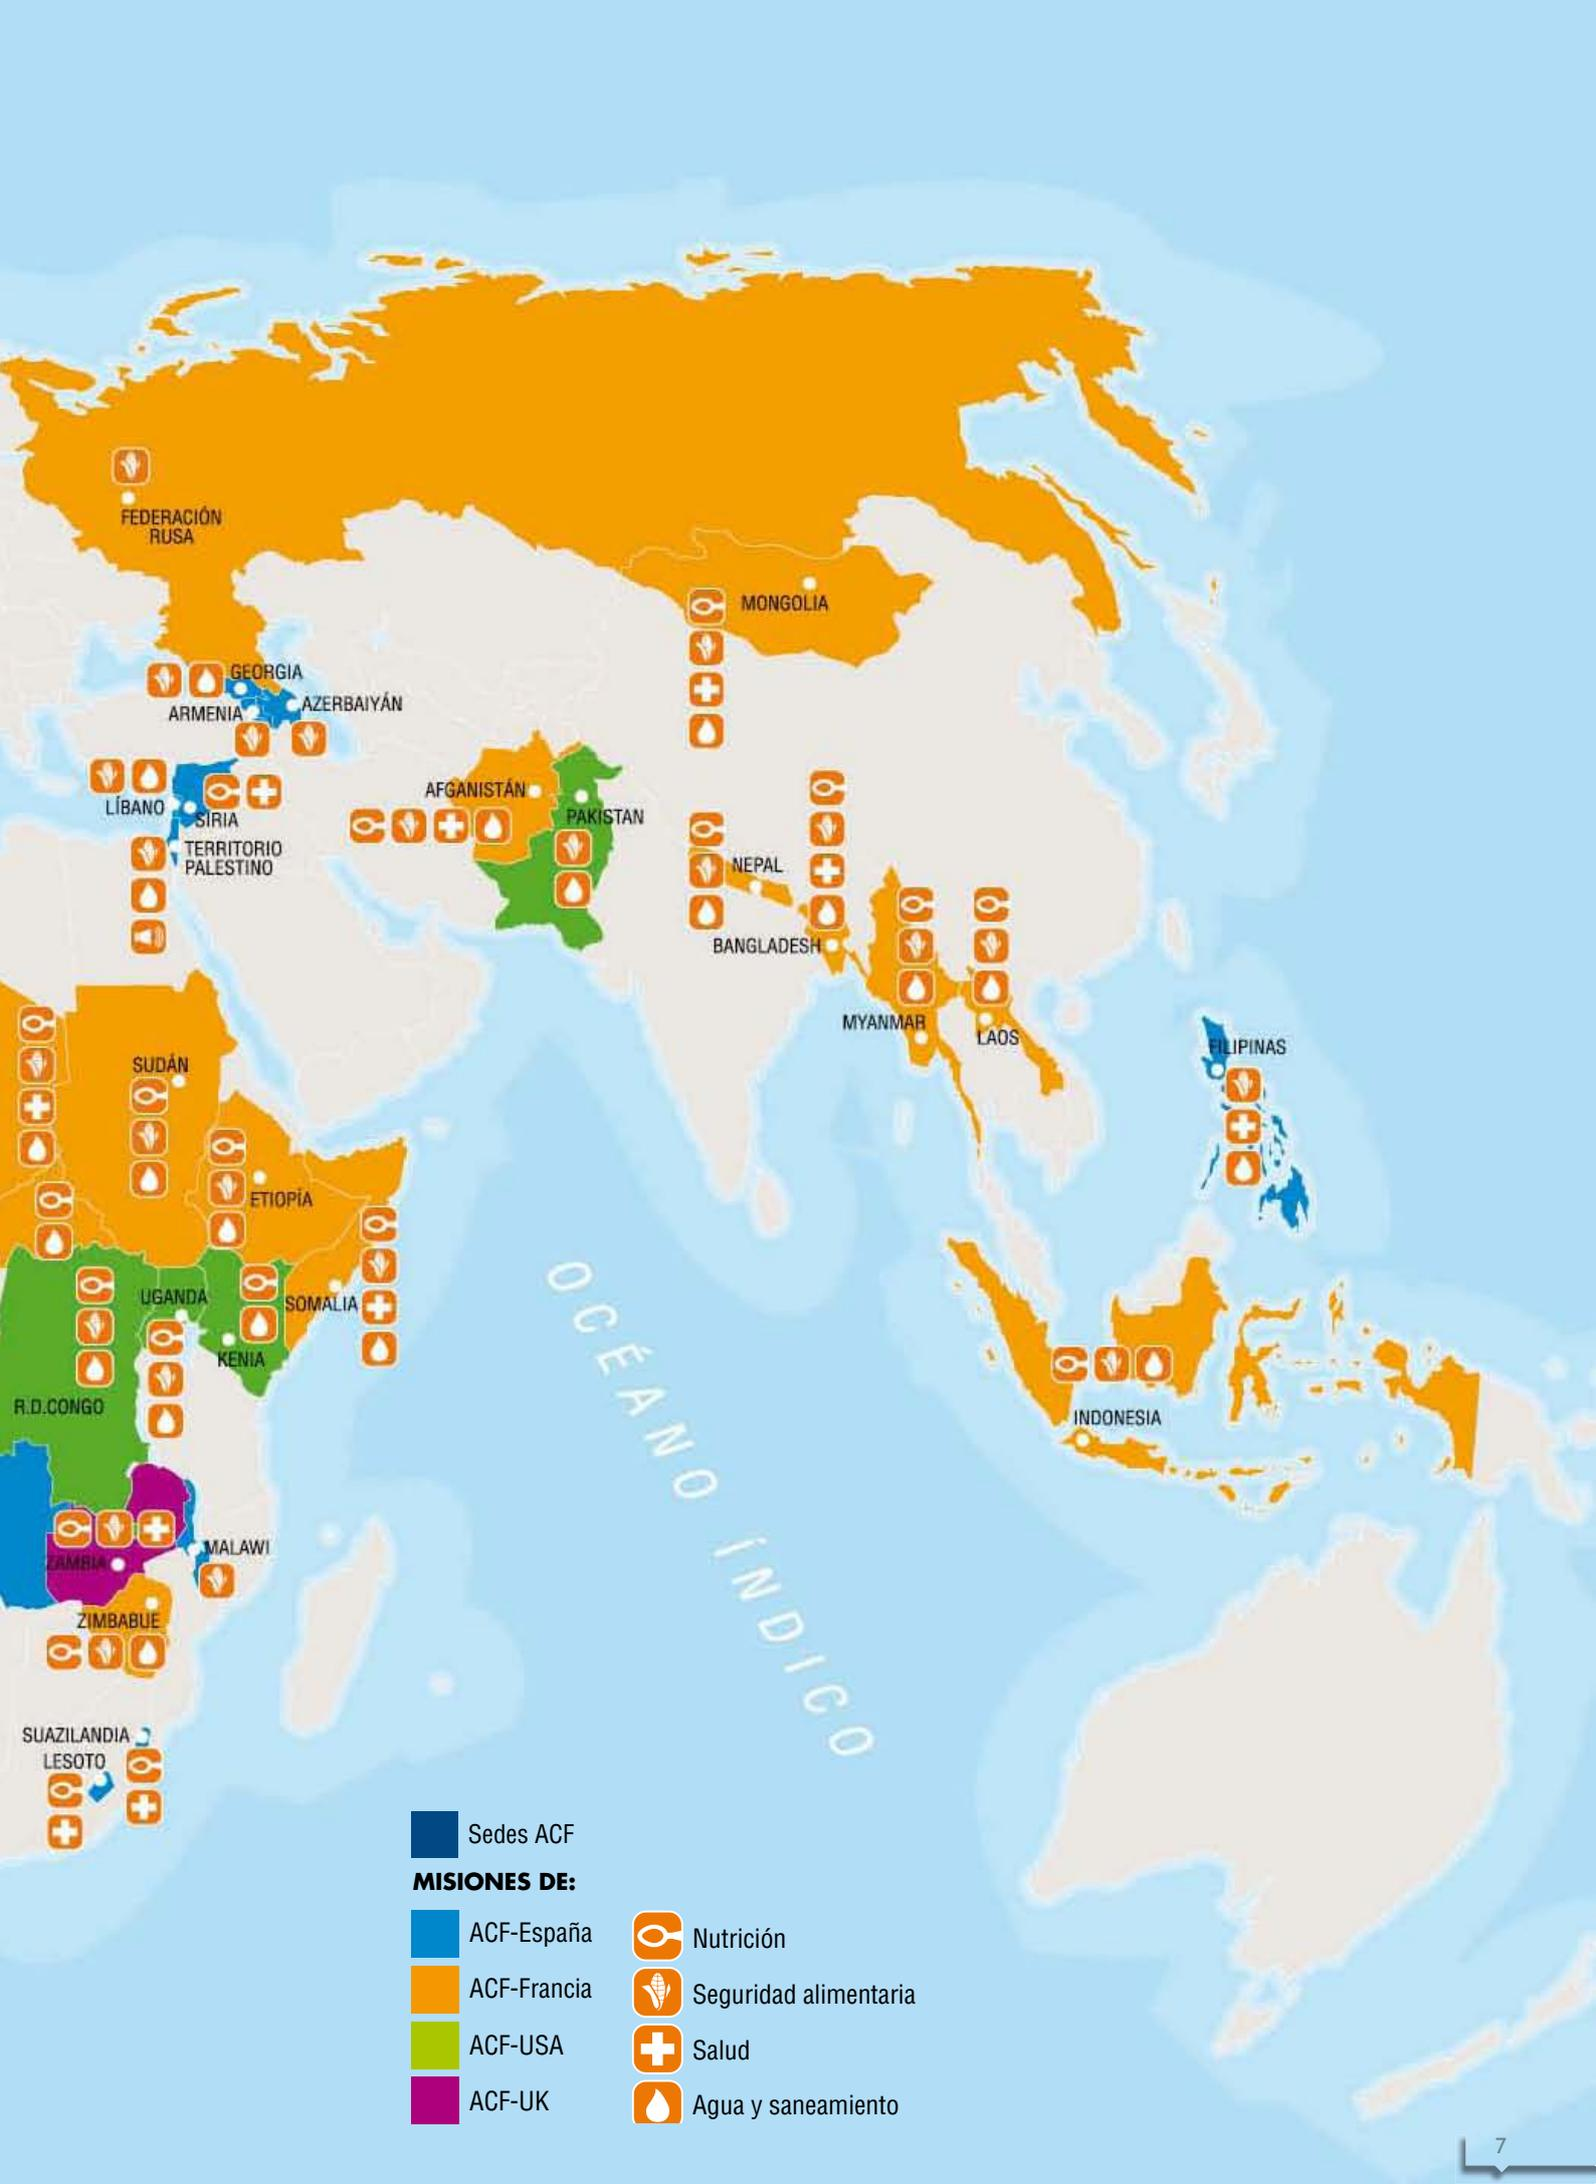 FEDERACIÓN
RUSA
MONGOLIA
GEORGIA
AZERBAIYÁN
ARMENIA
AFGANISTÁN
LÍBANO
SIRIA
PAKISTAN
TERRITORIO
PALESTINO
NEPAL
BANGLADESH
MYANMAR
LAOS
FILIPINAS
SUDÁN
ETIOPÍA
UGANDA
SOMALIA
KENIA
R.D.CONGO
INDONESIA
OCÉANO ÍNDICO
MALAWI
ZAMBIA
ZIMBABUE
SUAZILANDIA
LESOTO
Sedes ACF
MISIONES DE:
ACF-España
ACF-Francia
ACF-USA
ACF-UK
Nutrición
Seguridad alimentaria
Salud
Agua y saneamiento
7